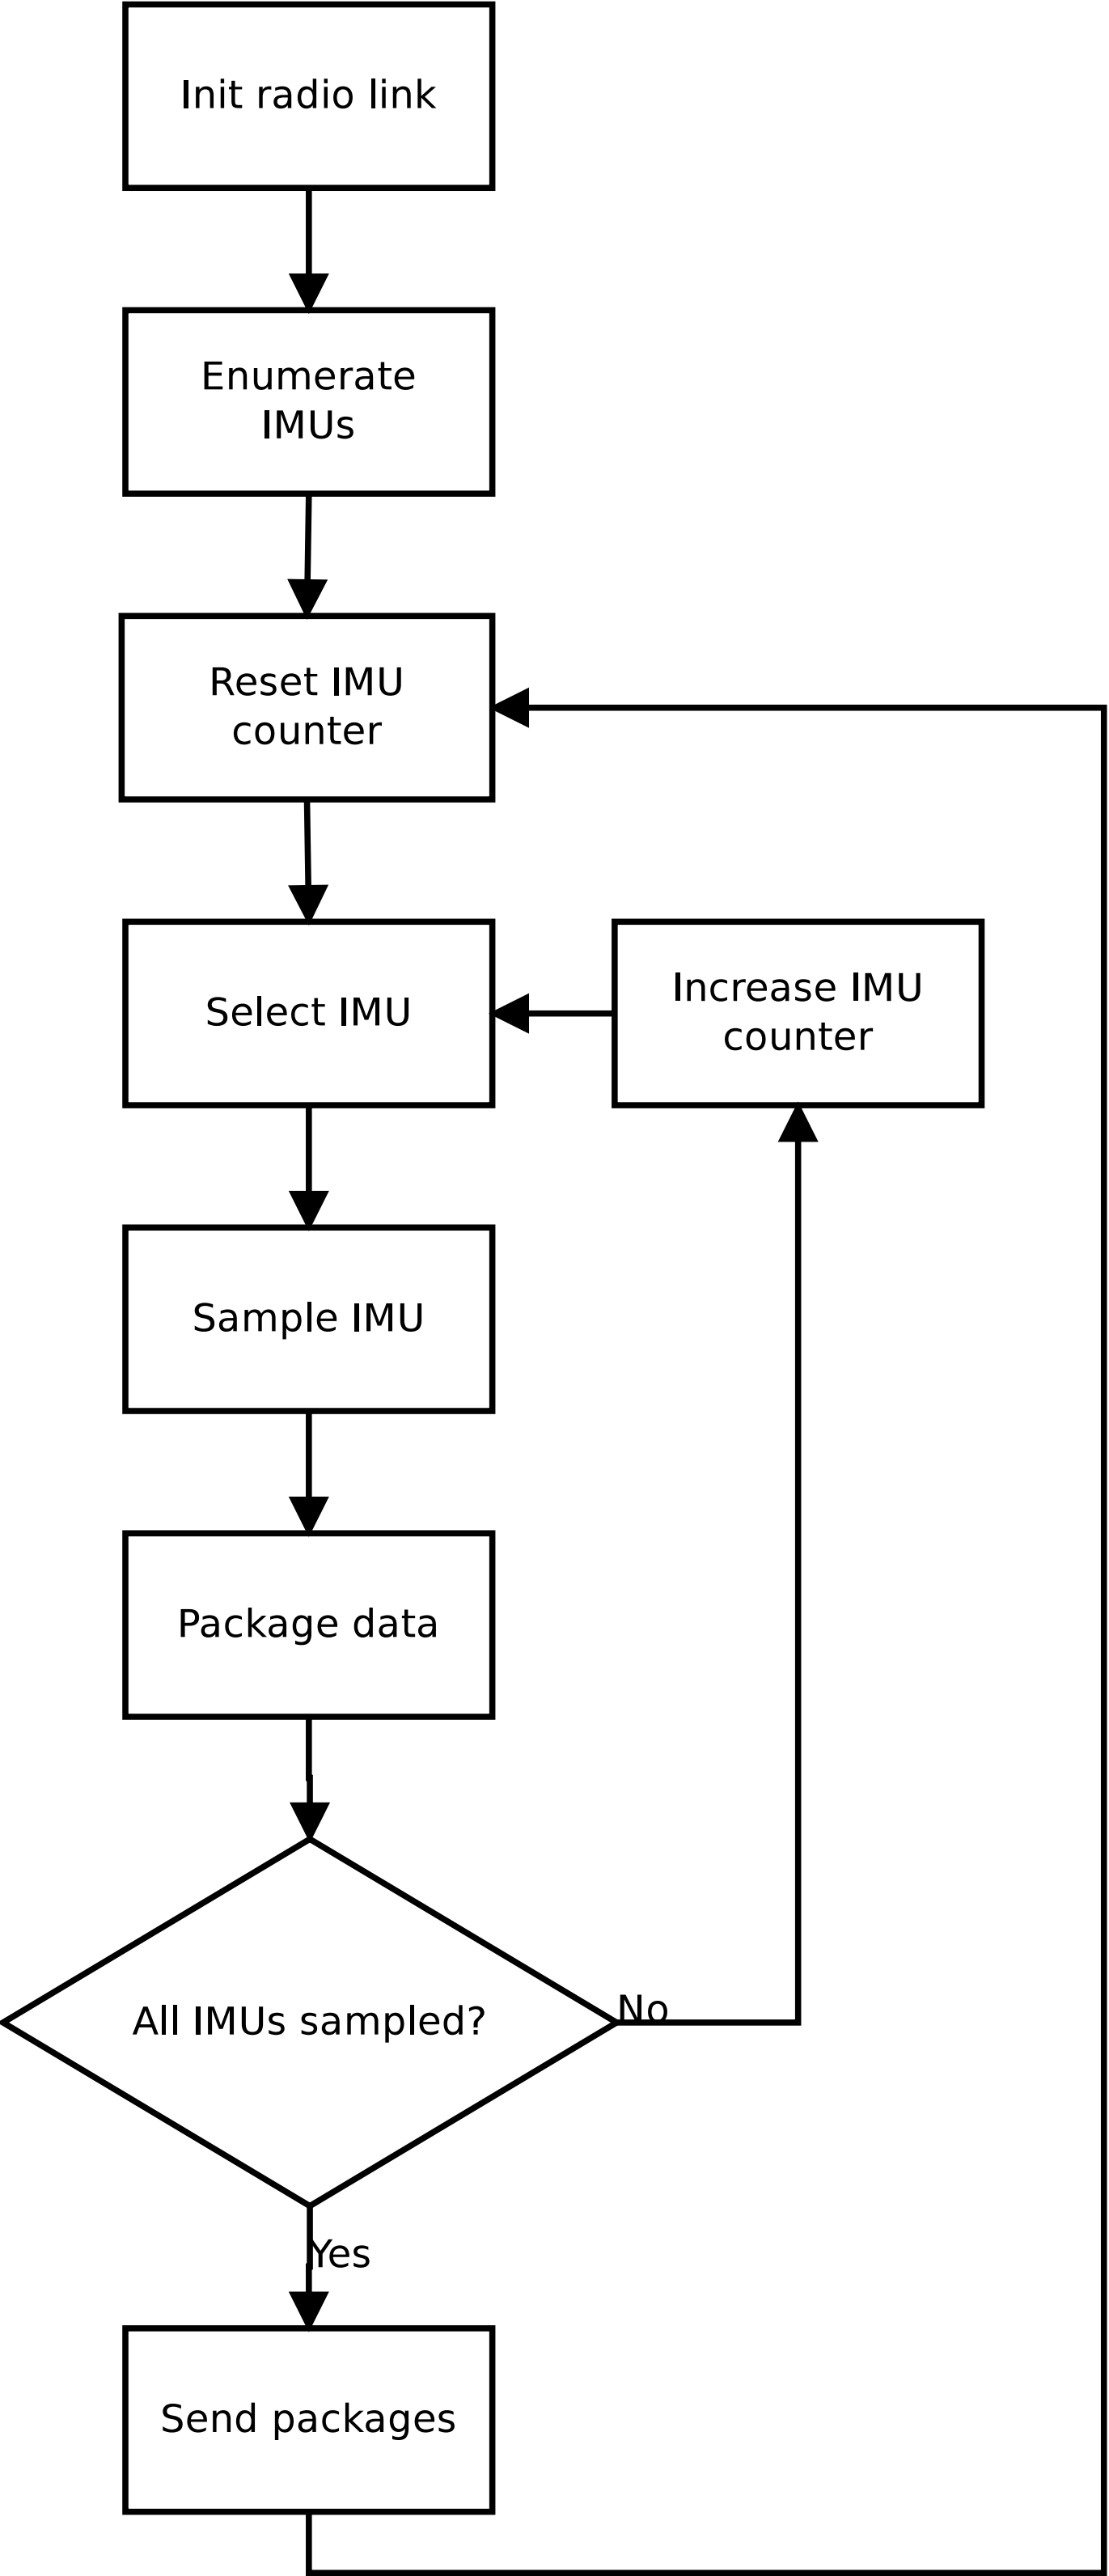 Init radio link
Enumerate
IMUs
Reset IMU
counter
Select IMU
Increase IMU
counter
Sample IMU
Package data
All IMUs sampled?
No
Yes
Send packages